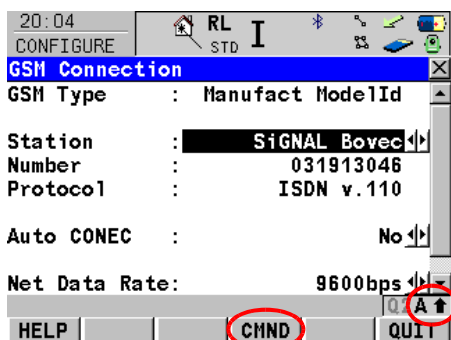 20:04
CONFIGURE
RL
STD
I
GSM Connection
GSM Type : Manufact ModelId
Station : SiGNAL Bovec
Number : 031913046
Protocol : ISDN v.110
Auto CONEC : No
Net Data Rate: 9600bps
A
HELP CMND QUIT